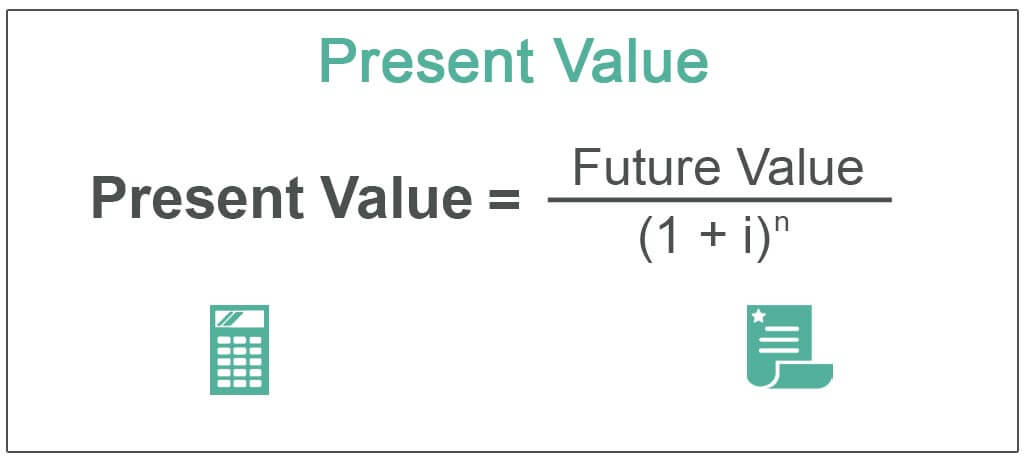 Present Value
Present Value = Future Value
(1 + i)ⁿ